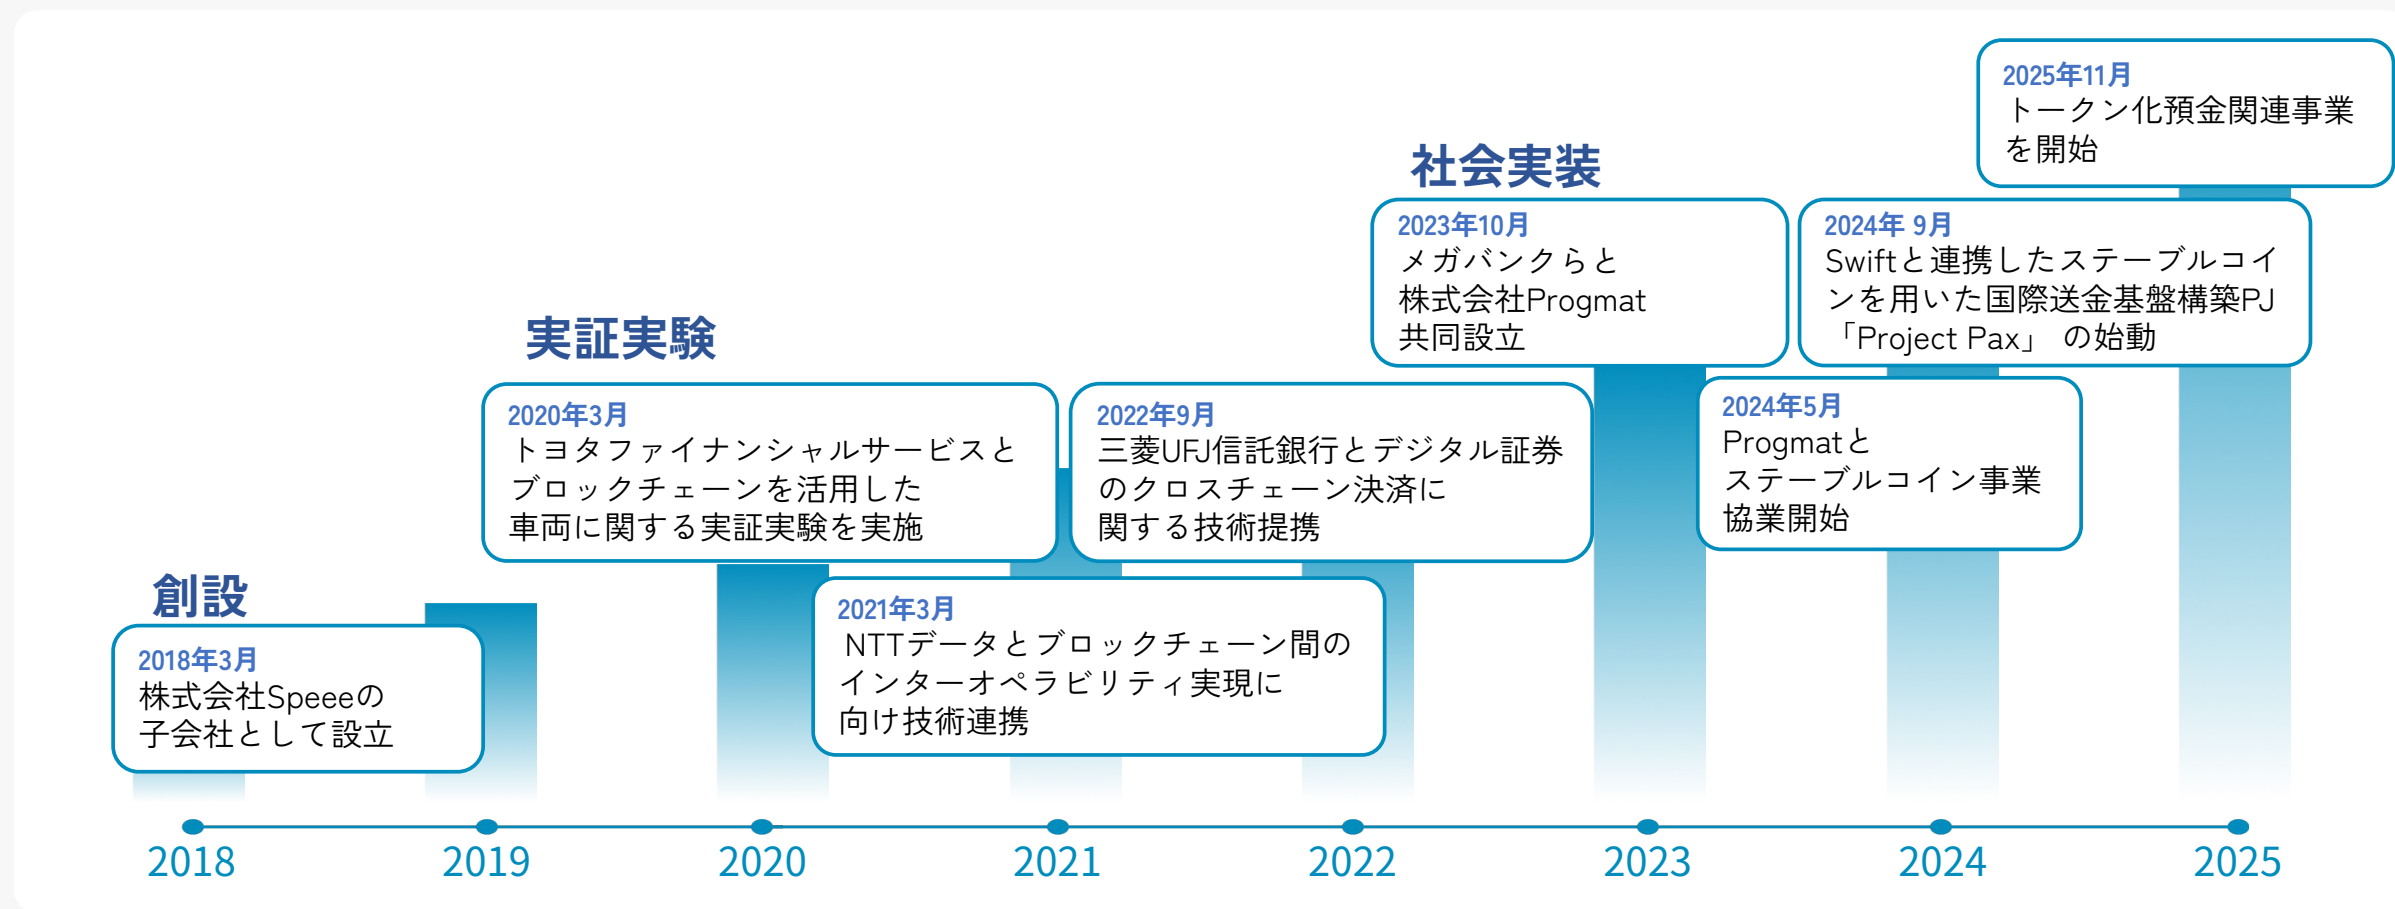 創設
2018年3月
株式会社Speeeの
子会社として設立
実証実験
2020年3月
トヨタファイナンシャルサービスと
ブロックチェーンを活用した
車両に関する実証実験を実施
2021年3月
NTTデータとブロックチェーン間の
インターオペラビリティ実現に
向け技術連携
2022年9月
三菱UFJ信託銀行とデジタル証券
のクロスチェーン決済に
関する技術提携
社会実装
2023年10月
メガバンクらと
株式会社Progmat
共同設立
2024年5月
Progmatと
ステーブルコイン事業
協業開始
2024年 9月
Swiftと連携したステーブルコイ
ンを用いた国際送金基盤構築PJ
「Project Pax」 の始動
2025年11月
トークン化預金関連事業
を開始
2018
2019
2020
2021
2022
2023
2024
2025